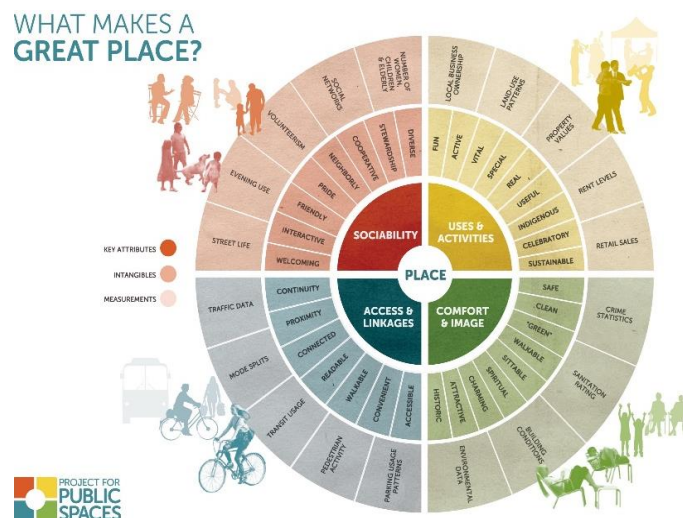 WHAT MAKES A
GREAT PLACE?
NUMBER OF
WOMEN,
CHILDREN
& ELDERLY
SOCIAL
NETWORKS
VOLUNTEERISM
EVENING USE
STREET LIFE
LOCAL BUSINESS
OWNERSHIP
LAND-USE
PATTERNS
PROPERTY
VALUES
RENT LEVELS
RETAIL SALES
DIVERSE
STEWARDSHIP
COOPERATIVE
NEIGHBORLY
PRIDE
FRIENDLY
INTERACTIVE
WELCOMING
FUN
ACTIVE
VITAL
SPECIAL
REAL
USEFUL
INDIGENOUS
CELEBRATORY
SUSTAINABLE
SOCIABILITY
USES &
ACTIVITIES
PLACE
ACCESS &
LINKAGES
COMFORT
& IMAGE
KEY ATTRIBUTES
INTANGIBLES
MEASUREMENTS
CONTINUITY
PROXIMITY
CONNECTED
READABLE
WALKABLE
CONVENIENT
ACCESSIBLE
SAFE
CLEAN
"GREEN"
WALKABLE
SITTABLE
SPIRITUAL
CHARMING
ATTRACTIVE
HISTORIC
TRAFFIC DATA
MODE SPLITS
TRANSIT USAGE
PEDESTRIAN
ACTIVITY
PARKING USAGE
PATTERNS
CRIME
STATISTICS
SANITATION
RATING
BUILDING
CONDITIONS
ENVIRONMENTAL
DATA
PROJECT FOR
PUBLIC
SPACES